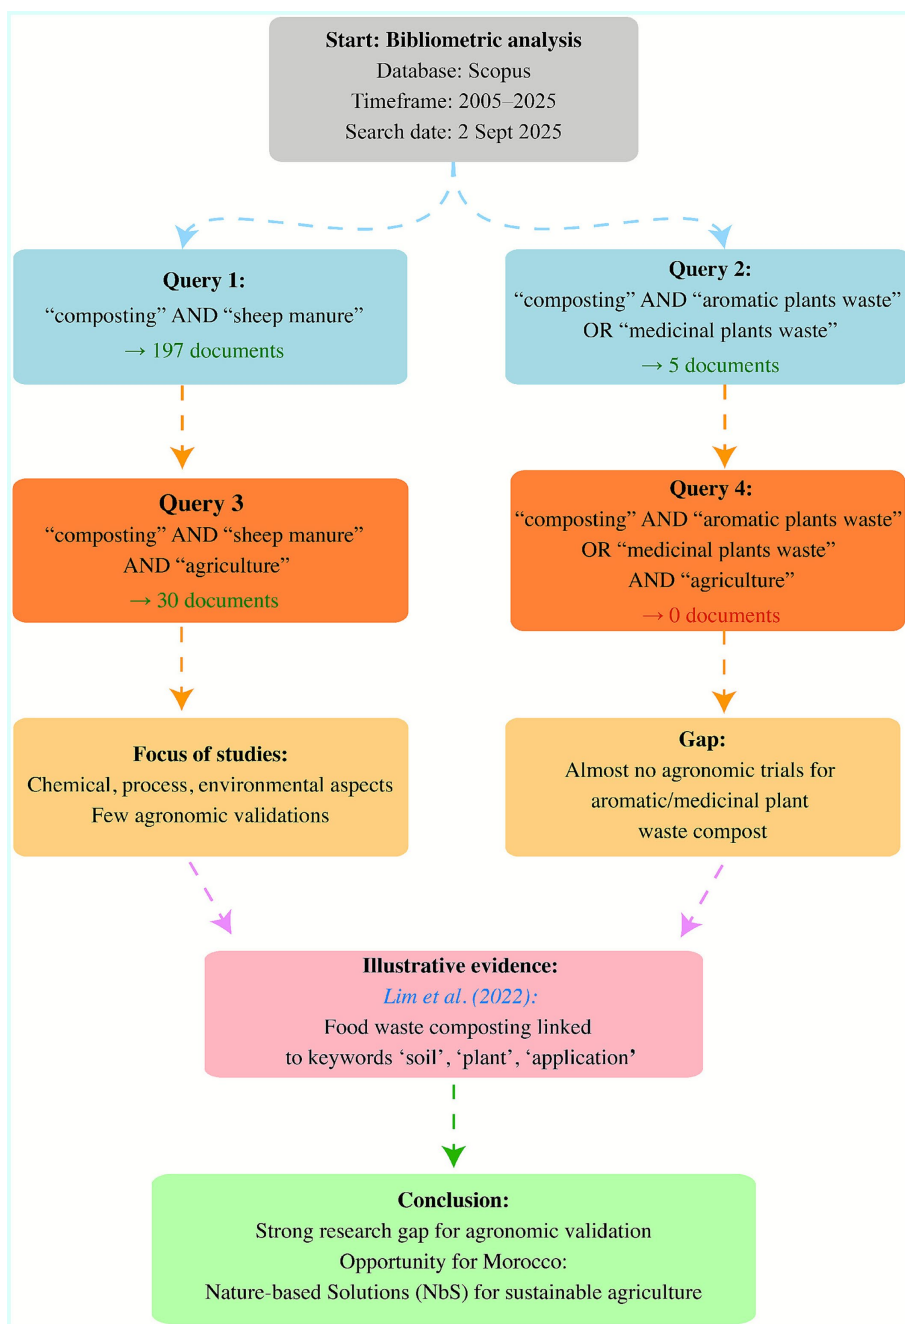 Start: Bibliometric analysis
Database: Scopus
Timeframe: 2005–2025
Search date: 2 Sept 2025
Query 1:
“composting” AND “sheep manure”
→ 197 documents
Query 2:
“composting” AND “aromatic plants waste”
OR “medicinal plants waste”
→ 5 documents
Query 3
“composting” AND “sheep manure”
AND “agriculture”
→ 30 documents
Query 4:
“composting” AND “aromatic plants waste”
OR “medicinal plants waste”
AND “agriculture”
→ 0 documents
Focus of studies:
Chemical, process, environmental aspects
Few agronomic validations
Gap:
Almost no agronomic trials for
aromatic/medicinal plant
waste compost
Illustrative evidence:
Lim et al. (2022):
Food waste composting linked
to keywords ‘soil’, ‘plant’, ‘application’
Conclusion:
Strong research gap for agronomic validation
Opportunity for Morocco:
Nature-based Solutions (NbS) for sustainable agriculture